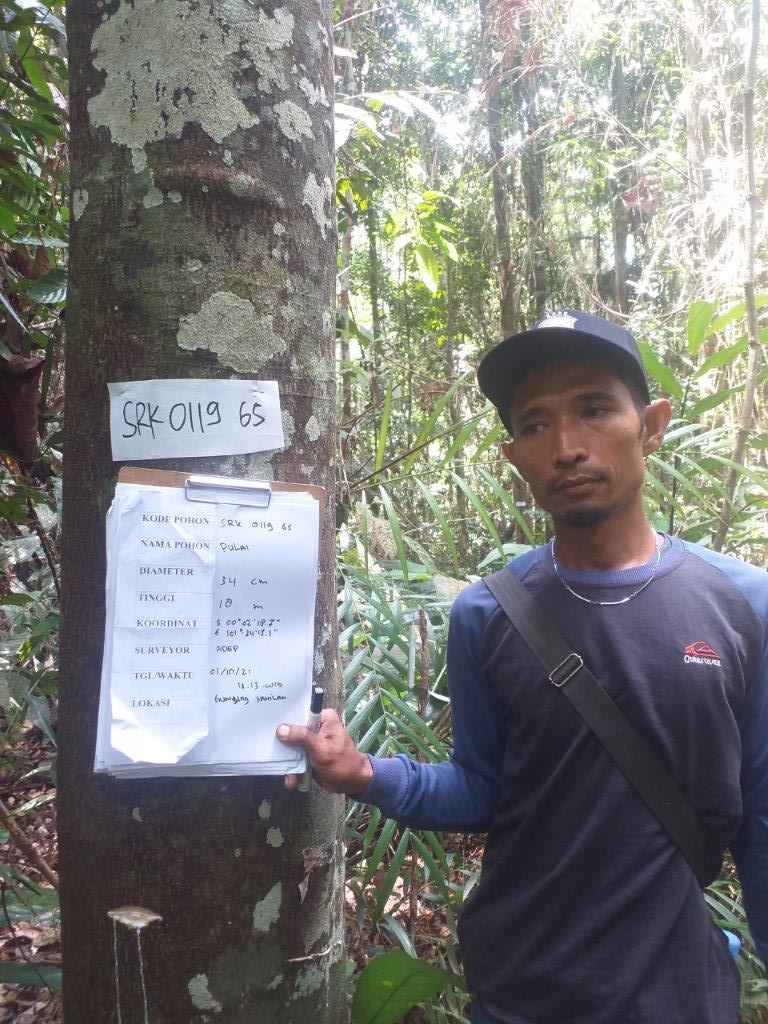 SRK 0119 65
KODE POHON SRK 0119 65
NAMA POHON Pulai
DIAMETER 34 cm
TINGGI 18 m
KOORDINAT S 00°02'18.7"
E 101°24'17.1"
SURVEYOR ADEP
TGL/WAKTU 01/10/21
11.13 WIB
LOKASI Gunung Sahilan
QUIKSILVER